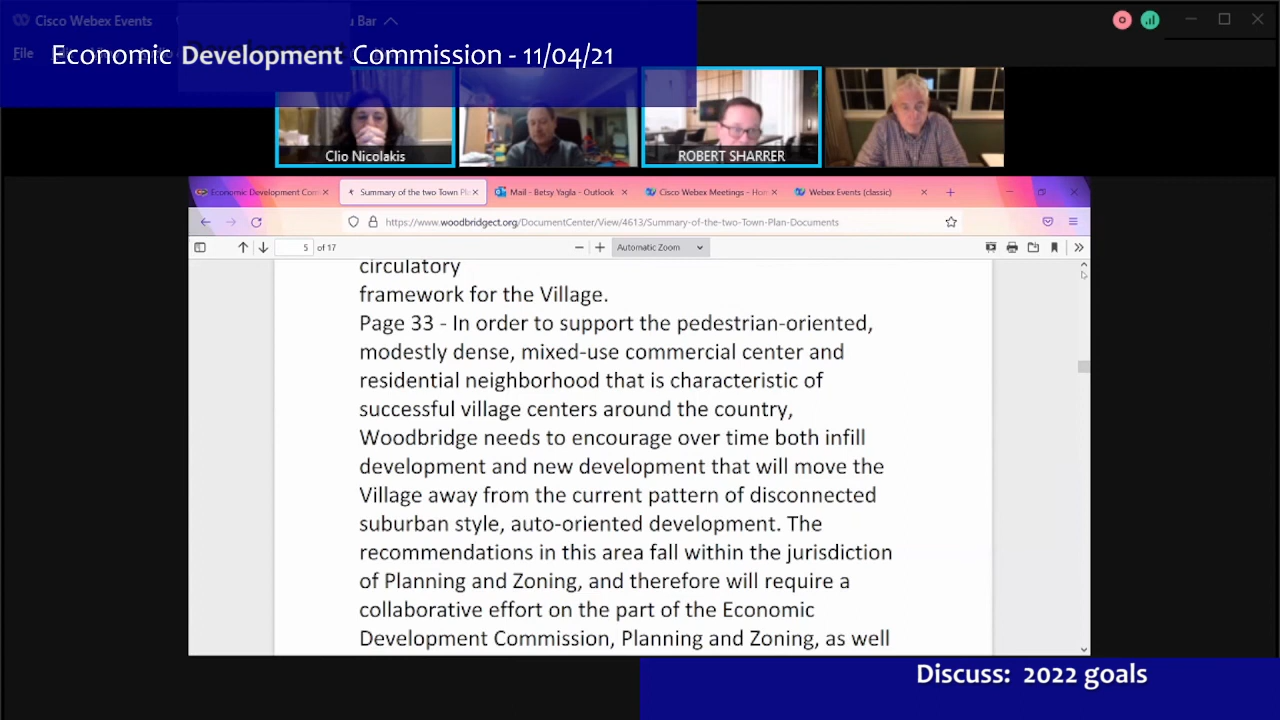 Cisco Webex Events
u Bar
File
Economic Development Commission - 11/04/21
Clio Nicolakis
ROBERT SHARRER
Economic Development Com
Summary of the two Town Pl
Mail - Betsy Yagla - Outlook
Cisco Webex Meetings - Hom
Webex Events (classic)
https://www.woodbridgect.org/DocumentCenter/View/4613/Summary-of-the-two-Town-Plan-Documents
5 of 17
Automatic Zoom
circulatory
framework for the Village.
Page 33 - In order to support the pedestrian-oriented,
modestly dense, mixed-use commercial center and
residential neighborhood that is characteristic of
successful village centers around the country,
Woodbridge needs to encourage over time both infill
development and new development that will move the
Village away from the current pattern of disconnected
suburban style, auto-oriented development. The
recommendations in this area fall within the jurisdiction
of Planning and Zoning, and therefore will require a
collaborative effort on the part of the Economic
Development Commission, Planning and Zoning, as well
Discuss: 2022 goals